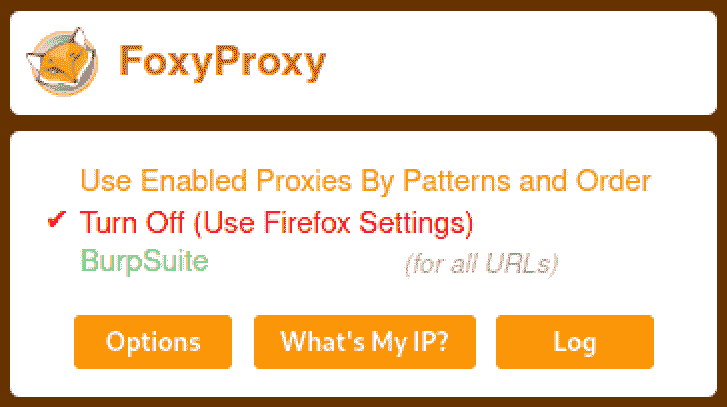 FoxyProxy
Use Enabled Proxies By Patterns and Order
✔ Turn Off (Use Firefox Settings)
BurpSuite (for all URLs)
Options What's My IP? Log